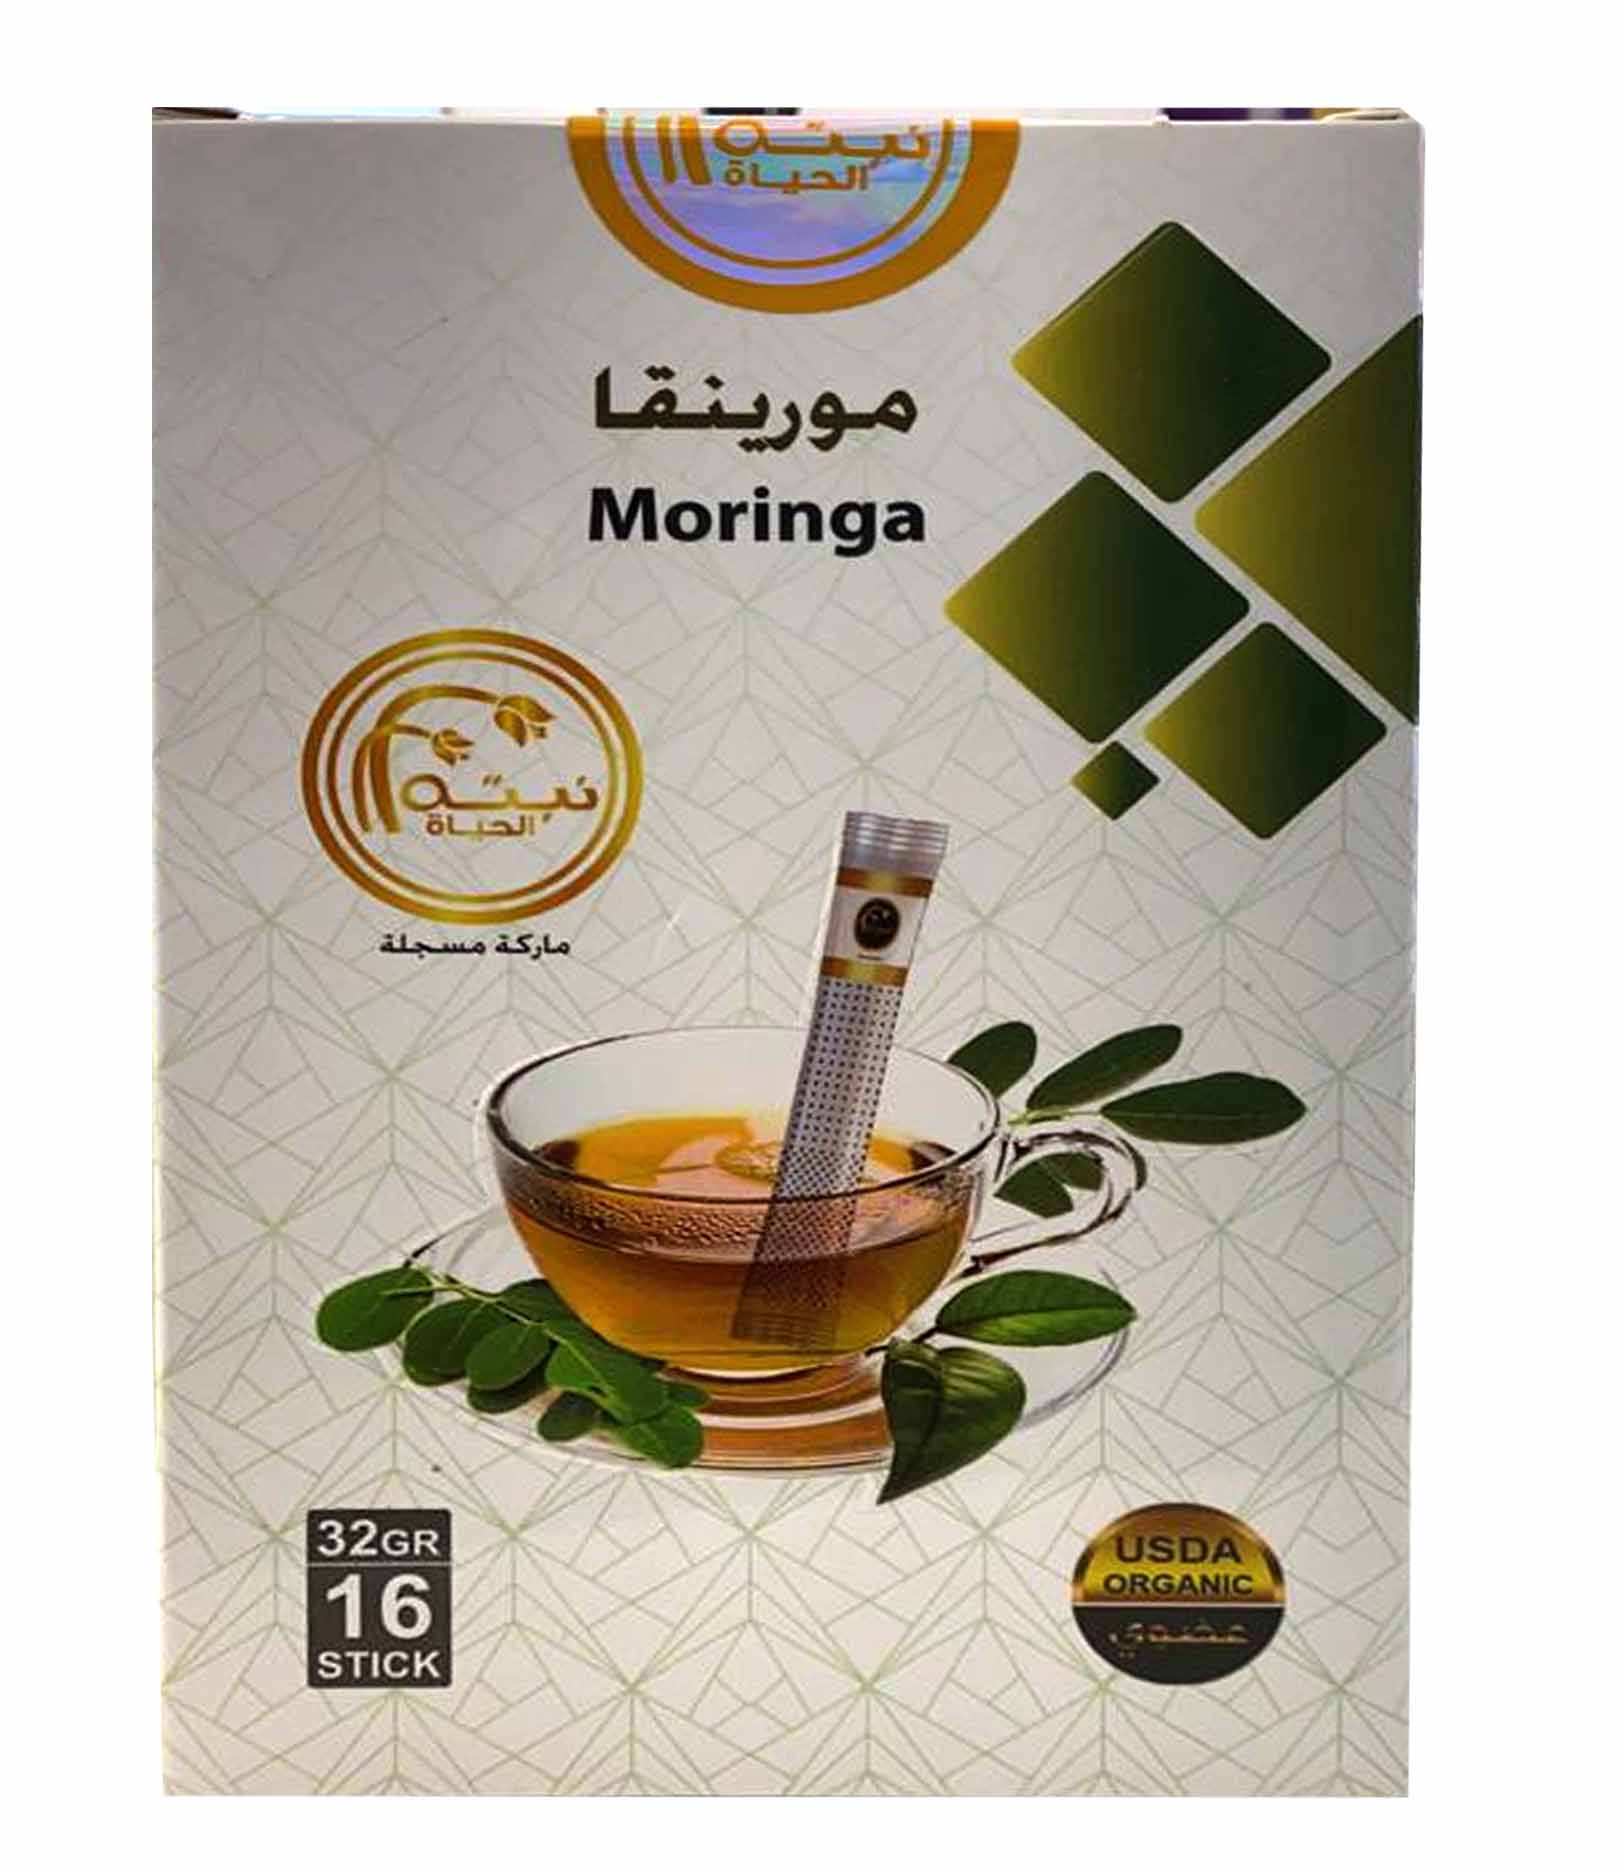 نبتة
الحياة
مورينقا
Moringa
نبتة
الحياة
ماركة مسجلة
32GR
16
STICK
USDA
ORGANIC
عضوي